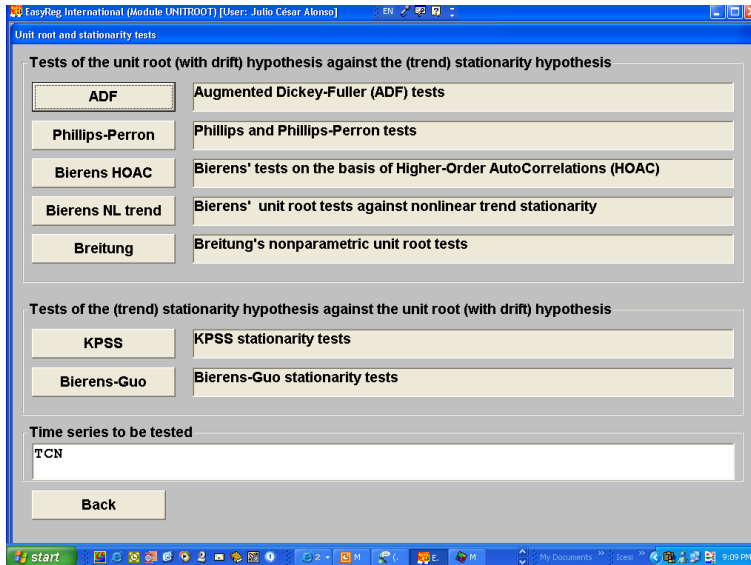 EasyReg International (Module UNITROOT) [User: Julio César Alonso]
EN
Unit root and stationarity tests
Tests of the unit root (with drift) hypothesis against the (trend) stationarity hypothesis
ADF
Augmented Dickey-Fuller (ADF) tests
Phillips-Perron
Phillips and Phillips-Perron tests
Bierens HOAC
Bierens' tests on the basis of Higher-Order AutoCorrelations (HOAC)
Bierens NL trend
Bierens' unit root tests against nonlinear trend stationarity
Breitung
Breitung's nonparametric unit root tests
Tests of the (trend) stationarity hypothesis against the unit root (with drift) hypothesis
KPSS
KPSS stationarity tests
Bierens-Guo
Bierens-Guo stationarity tests
Time series to be tested
TCN
Back
start 2 M (. E. M My Documents » Icesi » 9:09 PM